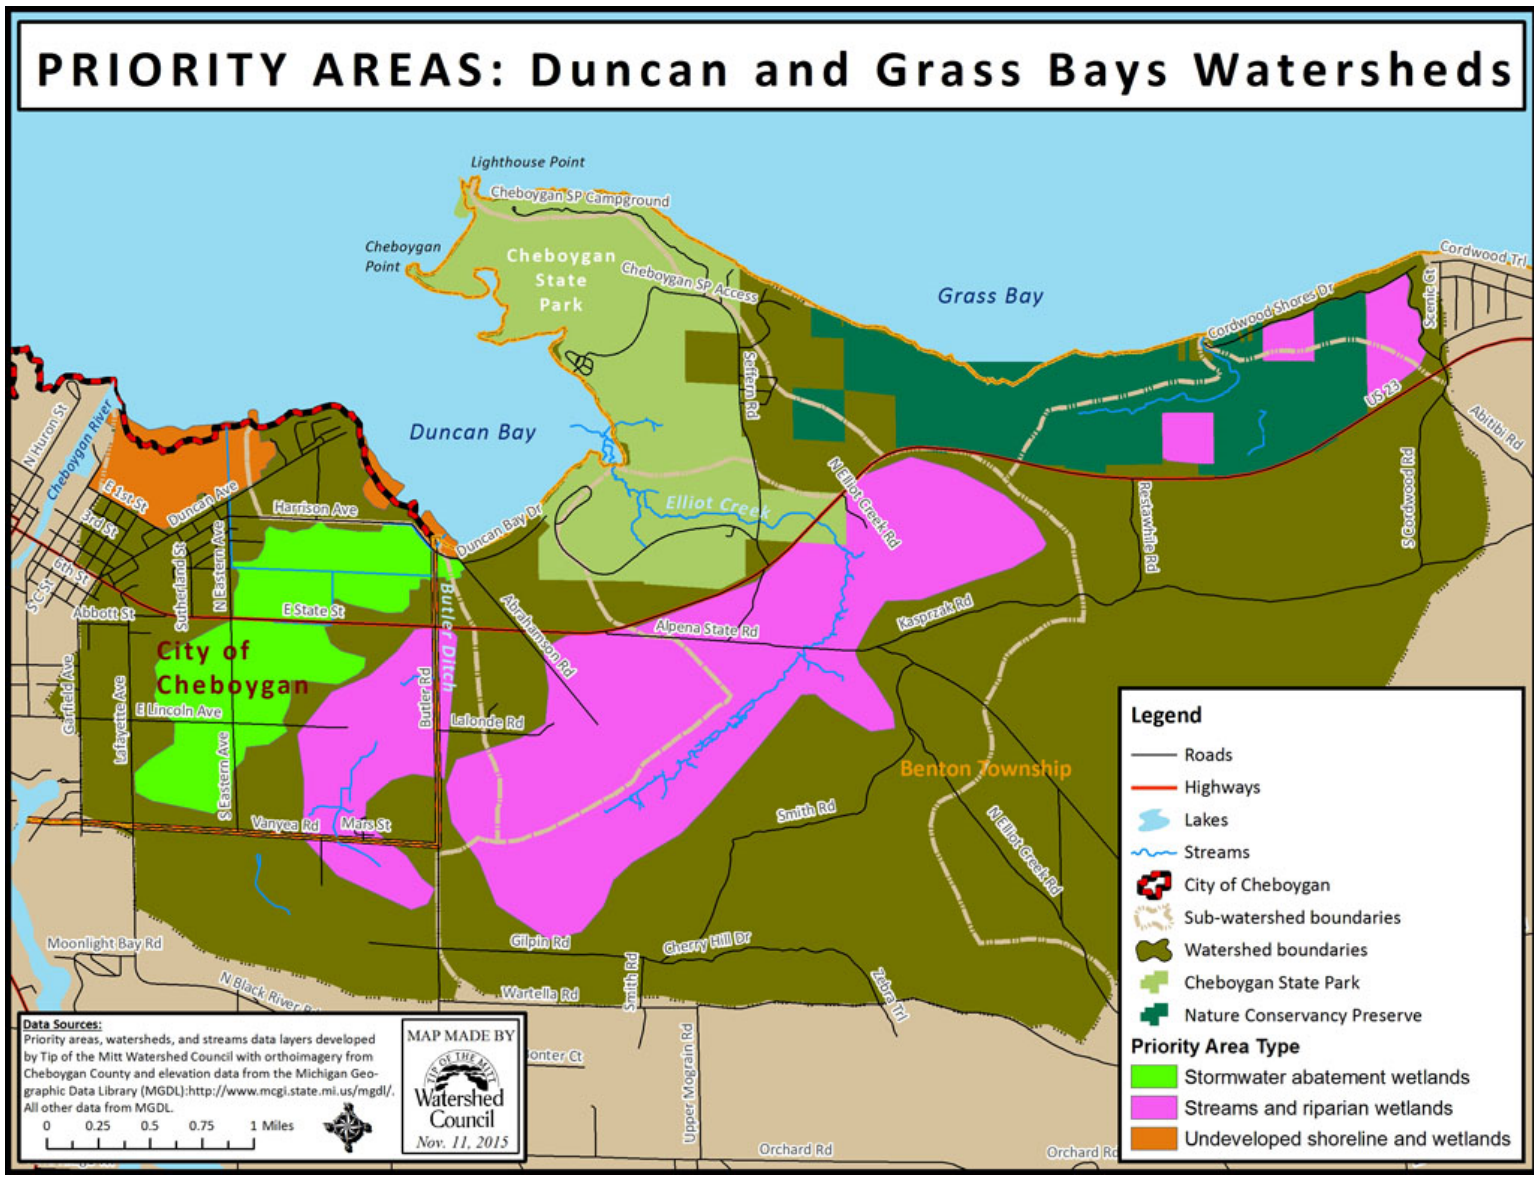 PRIORITY AREAS: Duncan and Grass Bays Watersheds
Lighthouse Point
Cheboygan SP Campground
Cheboygan
Point
Cheboygan
State
Park
Cheboygan SP Access
Grass Bay
Cordwood Trl
Cordwood Shores Dr
Scenic Ct
Seffern Rd
US 23
Abitibi Rd
N Huron St
Cheboygan River
Duncan Bay
E 1st St
3rd St
6th St
S C St
Duncan Ave
Harrison Ave
Duncan Bay Dr
Elliot Creek
N Elliot Creek Rd
Restawhile Rd
S Cordwood Rd
Sutherland St
N Eastern Ave
Abbott St
E State St
Butler Ditch
Abrahamson Rd
Alpena State Rd
Kasprzak Rd
City of
Cheboygan
Garfield Ave
Lafayette Ave
E Lincoln Ave
S Eastern Ave
Butler Rd
Lalonde Rd
Benton Township
Vanyea Rd
Mars St
Smith Rd
N Elliot Creek Rd
Moonlight Bay Rd
Gilpin Rd
Cherry Hill Dr
Smith Rd
Zebra Trl
N Black River
Wartella Rd
Upper Mograin Rd
onter Ct
Orchard Rd
Orchard Rd
Legend
Roads
Highways
Lakes
Streams
City of Cheboygan
Sub-watershed boundaries
Watershed boundaries
Cheboygan State Park
Nature Conservancy Preserve
Priority Area Type
Stormwater abatement wetlands
Streams and riparian wetlands
Undeveloped shoreline and wetlands
Data Sources:
Priority areas, watersheds, and streams data layers developed
by Tip of the Mitt Watershed Council with orthoimagery from
Cheboygan County and elevation data from the Michigan Geo-
graphic Data Library (MGDL):http://www.mcgi.state.mi.us/mgdl/.
All other data from MGDL.
0 0.25 0.5 0.75 1 Miles
MAP MADE BY
TIP OF THE MITT
Watershed
Council
Nov. 11, 2015